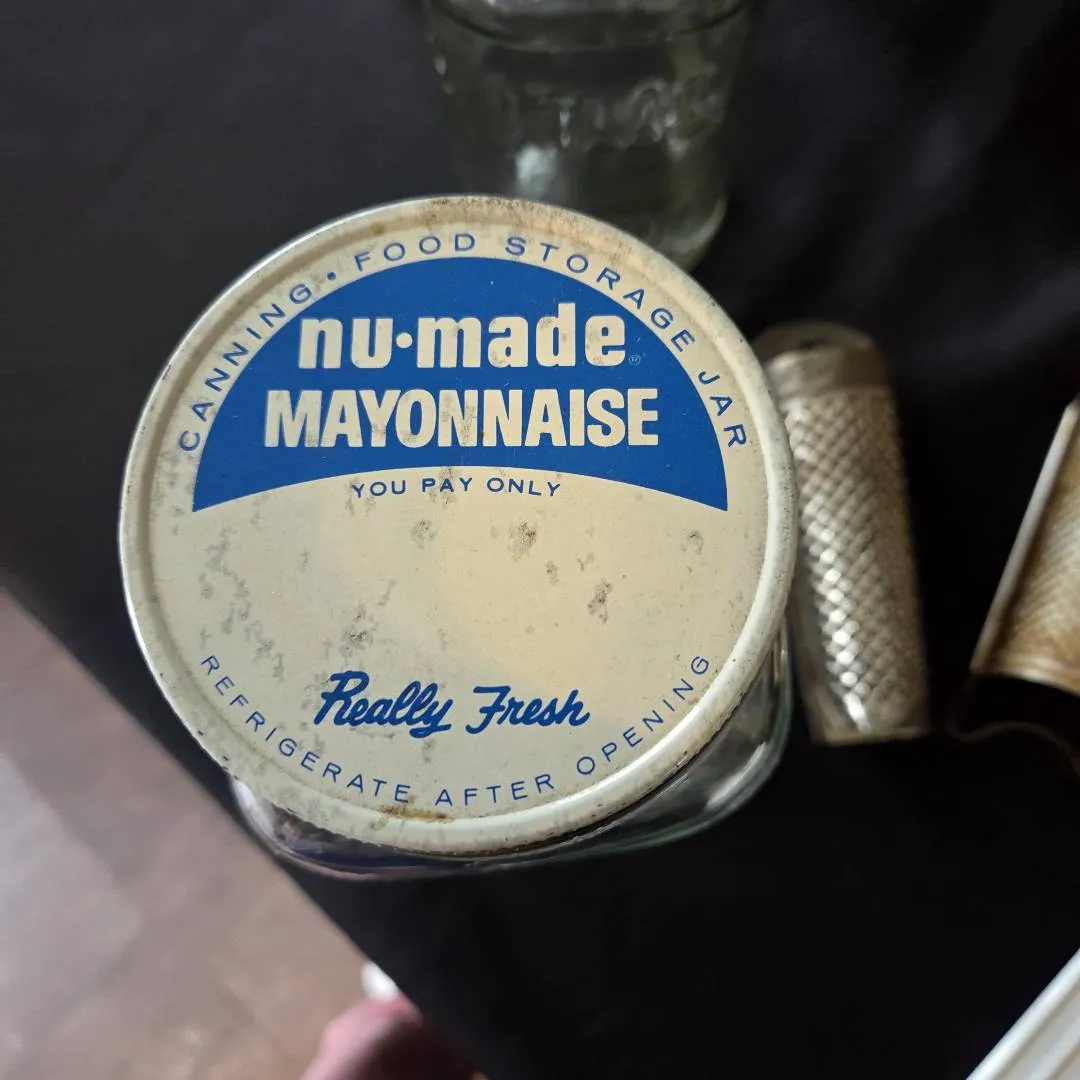 CANNING • FOOD STORAGE JAR
nu•made®
MAYONNAISE
YOU PAY ONLY
Really Fresh
REFRIGERATE AFTER OPENING